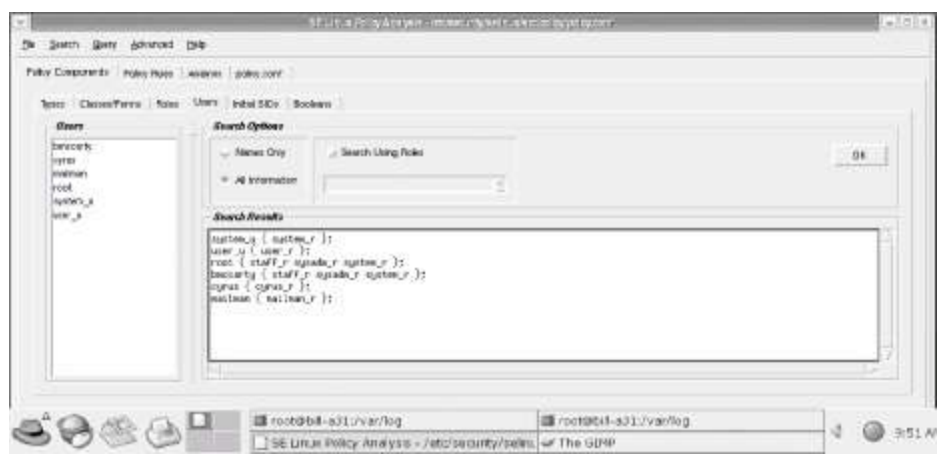 SE Linux Policy Analysis -
File Search Query Advanced Help
Policy Components Policy Rules Analysis policy.conf
Types Classes/Perms Roles Users Initial SIDs Booleans
Users
bmccarty
cyrus
mailman
root
system_u
user_u
Search Options
Names Only
Search Using Roles
All Information
OK
Search Results
system_u { system_r };
user_u { user_r };
root { staff_r sysadm_r system_r };
bmccarty { staff_r sysadm_r system_r };
cyrus { cyrus_r };
mailman { mailman_r };
root@bill-a31:/var/log
root@bill-a31:/var/log
SE Linux Policy Analysis - /etc/security/selinu
The GIMP
9:51 AM